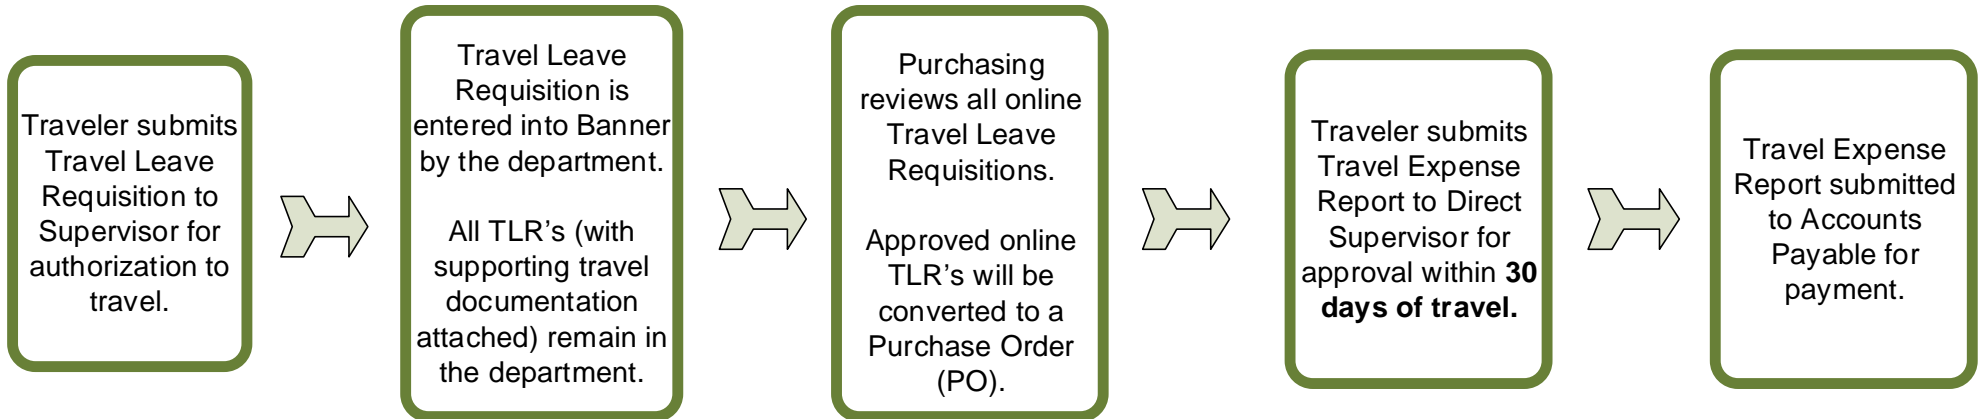 Traveler submits
Travel Leave
Requisition to
Supervisor for
authorization to
travel.
Travel Leave
Requisition is
entered into Banner
by the department.
All TLR’s (with
supporting travel
documentation
attached) remain in
the department.
Purchasing
reviews all online
Travel Leave
Requisitions.
Approved online
TLR’s will be
converted to a
Purchase Order
(PO).
Traveler submits
Travel Expense
Report to Direct
Supervisor for
approval within 30
days of travel.
Travel Expense
Report submitted
to Accounts
Payable for
payment.